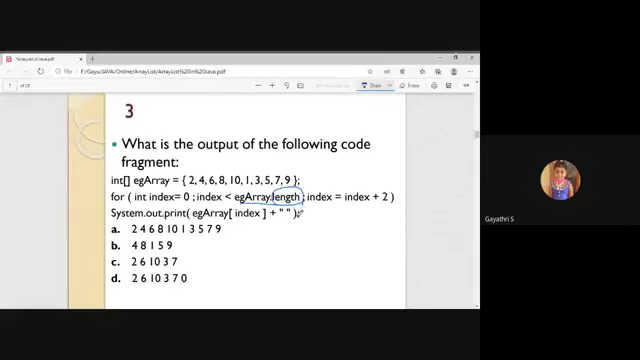 ArrayList in Java.pdf
F:/Gayu/JAVA/Online/ArrayList/ArrayList%20in%20Java.pdf
Draw
Erase
7 of 28
3
• What is the output of the following code
fragment:
int[] egArray = { 2, 4, 6, 8, 10, 1, 3, 5, 7, 9 };
for ( int index= 0 ; index < egArray.length ; index = index + 2 )
System.out.print( egArray[ index ] + " " );
a. 2 4 6 8 10 1 3 5 7 9
b. 4 8 1 5 9
c. 2 6 10 3 7
d. 2 6 10 3 7 0
Gayathri S